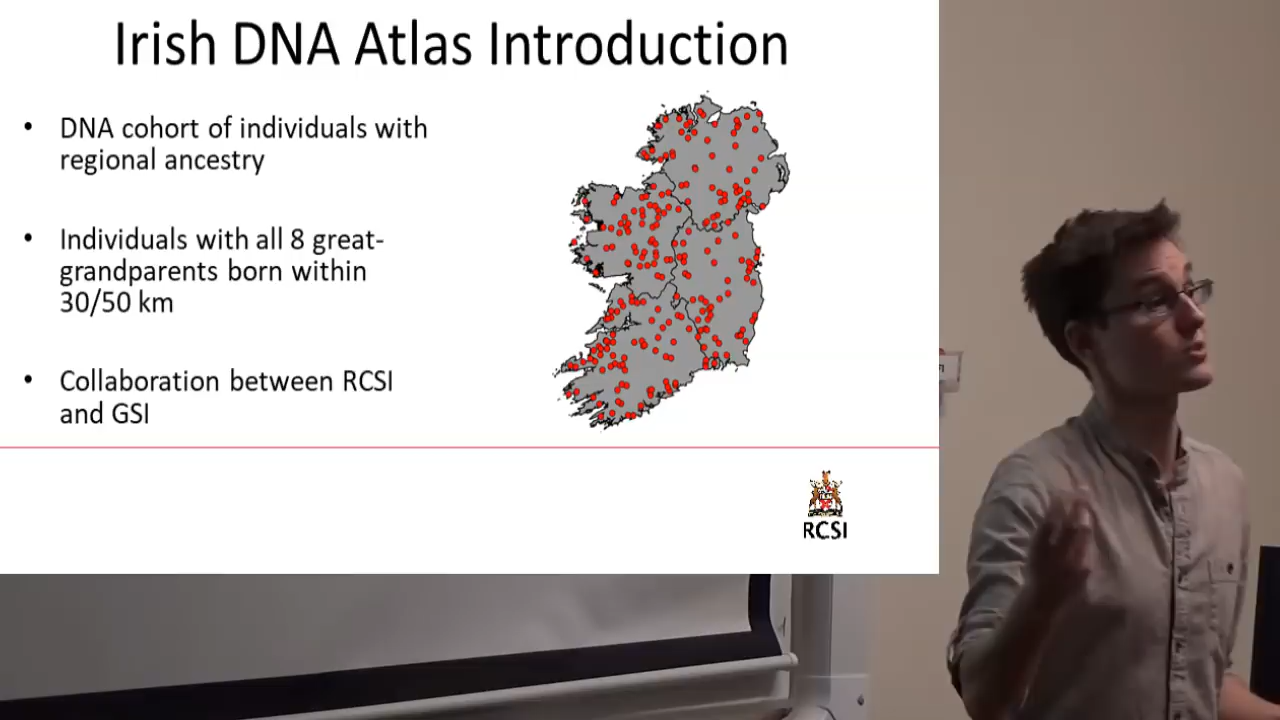 Irish DNA Atlas Introduction
• DNA cohort of individuals with
regional ancestry
• Individuals with all 8 great-
grandparents born within
30/50 km
• Collaboration between RCSI
and GSI
RCSI